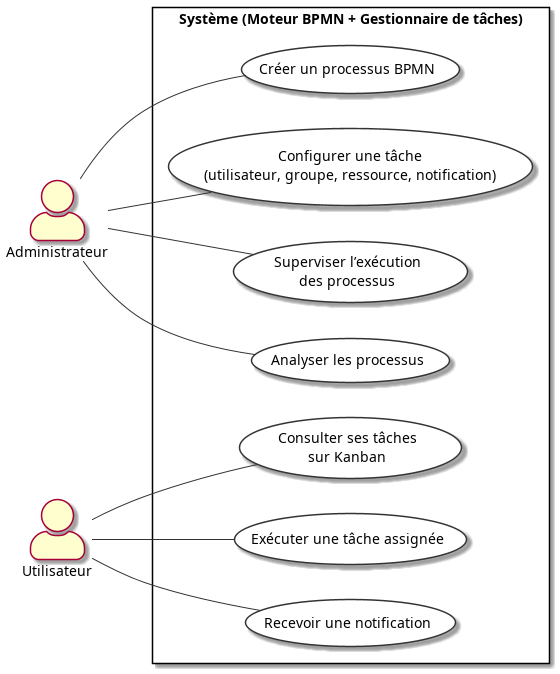 Système (Moteur BPMN + Gestionnaire de tâches)
Créer un processus BPMN
Configurer une tâche
(utilisateur, groupe, ressource, notification)
Administrateur
Superviser l’exécution
des processus
Analyser les processus
Consulter ses tâches
sur Kanban
Exécuter une tâche assignée
Utilisateur
Recevoir une notification